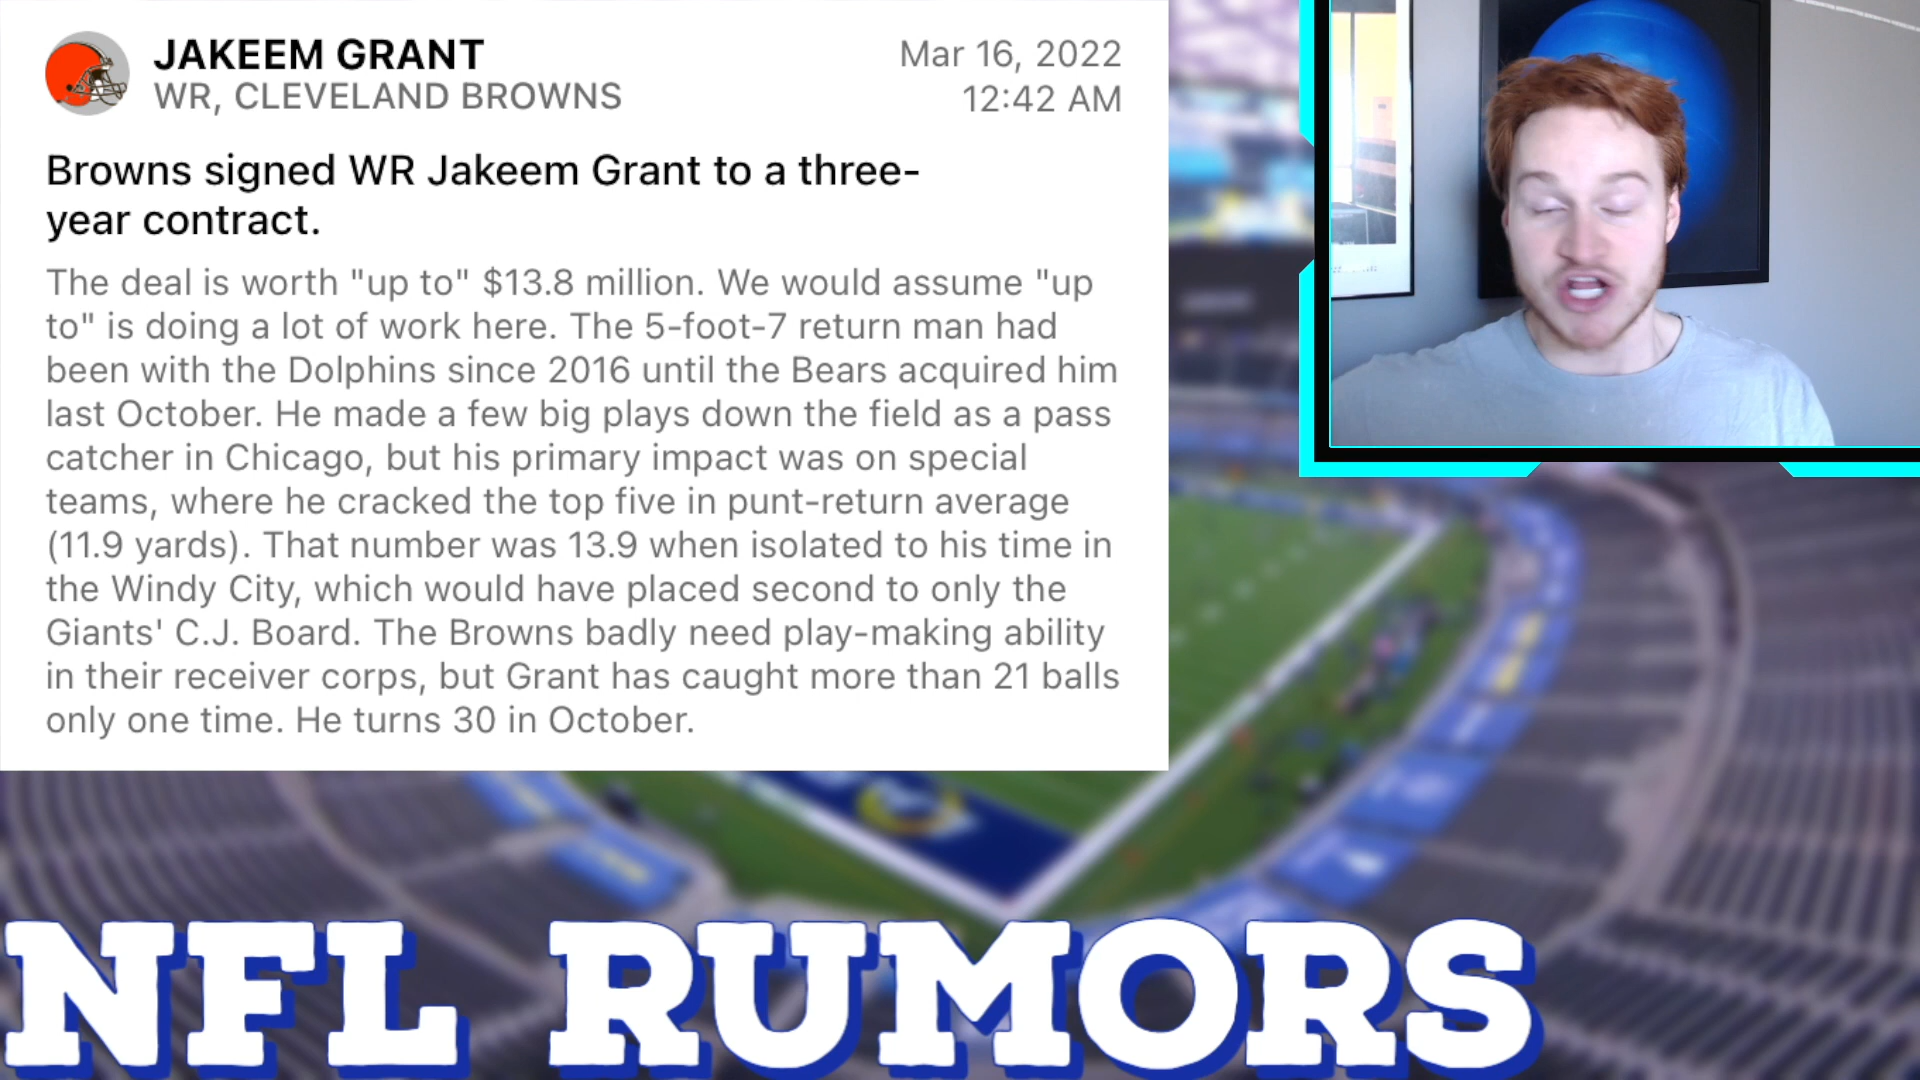 JAKEEM GRANT
WR, CLEVELAND BROWNS
Mar 16, 2022
12:42 AM
Browns signed WR Jakeem Grant to a three-
year contract.
The deal is worth "up to" $13.8 million. We would assume "up
to" is doing a lot of work here. The 5-foot-7 return man had
been with the Dolphins since 2016 until the Bears acquired him
last October. He made a few big plays down the field as a pass
catcher in Chicago, but his primary impact was on special
teams, where he cracked the top five in punt-return average
(11.9 yards). That number was 13.9 when isolated to his time in
the Windy City, which would have placed second to only the
Giants' C.J. Board. The Browns badly need play-making ability
in their receiver corps, but Grant has caught more than 21 balls
only one time. He turns 30 in October.
NFL RUMORS